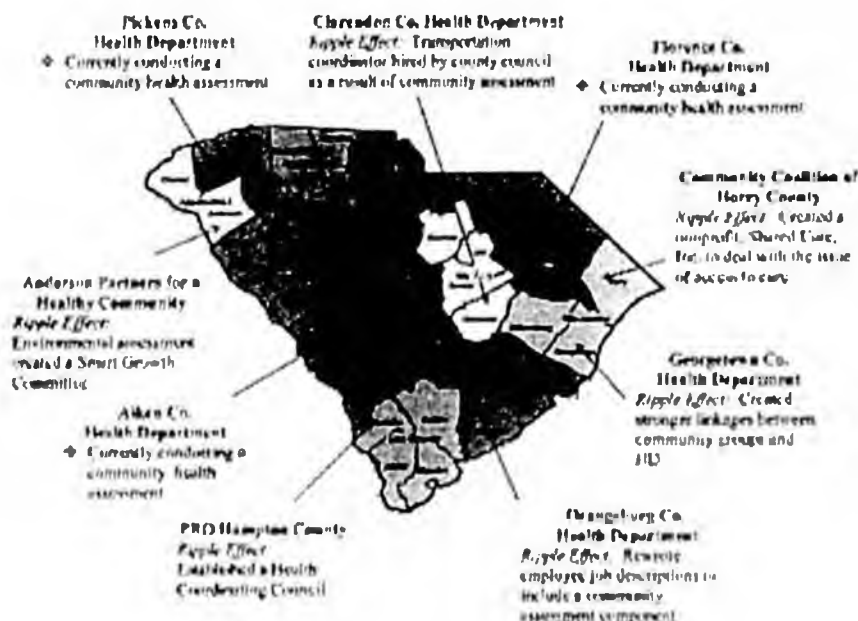 Pickens Co.
Health Department
❖ Currently conducting a
community health assessment
Clarendon Co. Health Department
Ripple Effect: Transportation
coordinator hired by county council
as a result of community assessment
Florence Co.
Health Department
❖ Currently conducting a
community health assessment
Community Coalition of
Horry County
Ripple Effect: Created a
nonprofit, Shared Care,
Inc. to deal with the issue
of access to care
Anderson Partners for a
Healthy Community
Ripple Effect:
Environmental assessment
created a Smart Growth
Committee
Georgetown Co.
Health Department
Ripple Effect: Created
stronger linkages between
community groups and
HD
Aiken Co.
Health Department
❖ Currently conducting a
community health
assessment
PRO Hampton County
Ripple Effect
Established a Health
Coordinating Council
Orangeburg Co.
Health Department
Ripple Effect: Rewrote
employee job descriptions to
include a community
assessment component